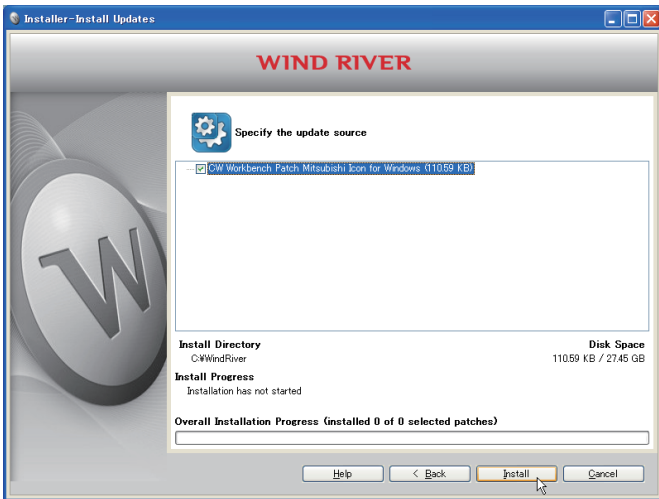 Installer-Install Updates
WIND RIVER
Specify the update source
CW Workbench Patch Mitsubishi Icon for Windows (110.59 KB)
Install Directory
Disk Space
C:¥WindRiver
110.59 KB / 27.45 GB
Install Progress
Installation has not started
Overall Installation Progress (installed 0 of 0 selected patches)
Help
< Back
Install
Cancel